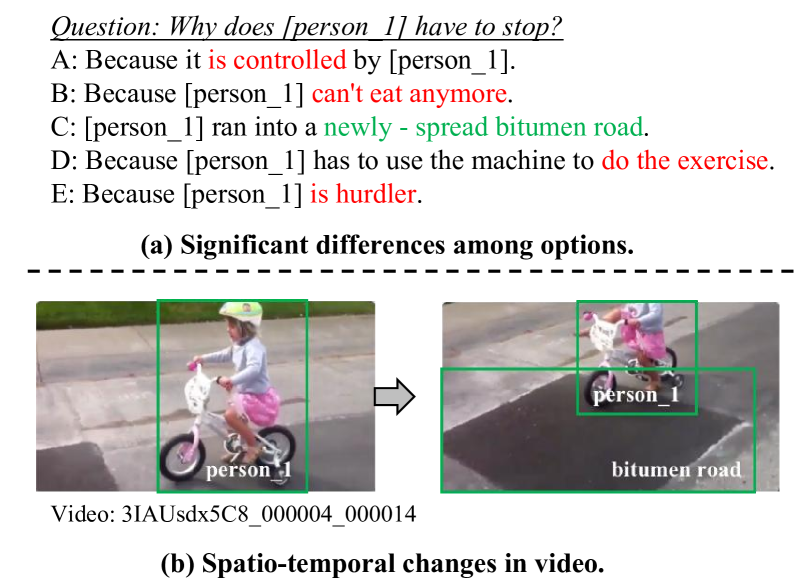 Question: Why does [person_1] have to stop?
A: Because it is controlled by [person_1].
B: Because [person_1] can't eat anymore.
C: [person_1] ran into a newly - spread bitumen road.
D: Because [person_1] has to use the machine to do the exercise.
E: Because [person_1] is hurdler.
(a) Significant differences among options.
person_1
person_1
bitumen road
Video: 3IAUsdx5C8_000004_000014
(b) Spatio-temporal changes in video.